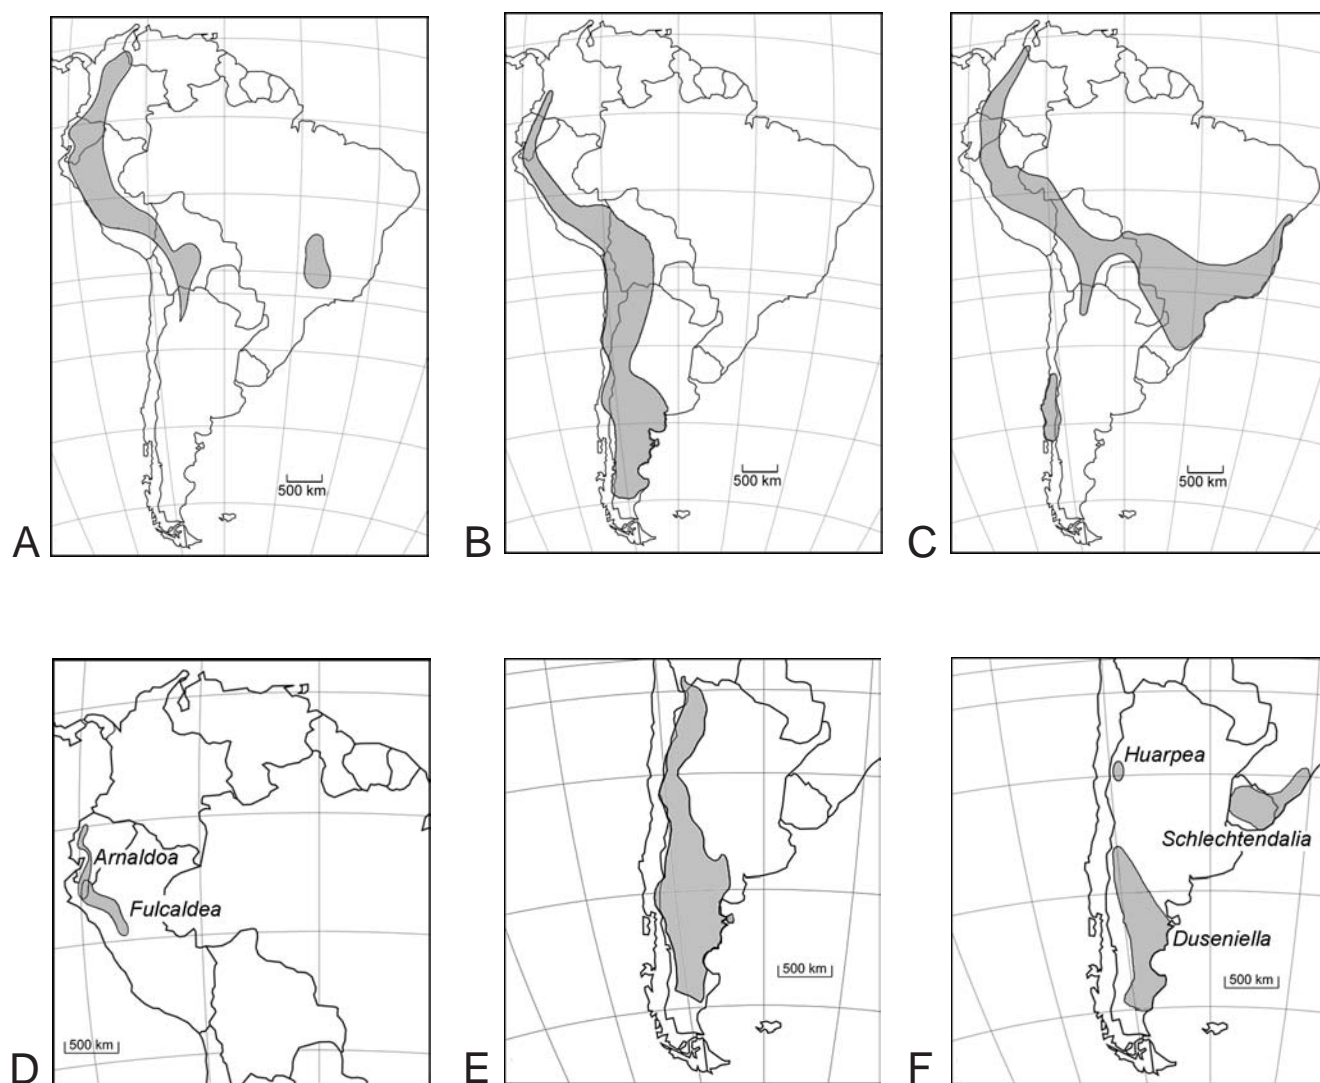 500 km
A
500 km
B
500 km
C
Arnaldoa
Fulcaldea
500 km
D
500 km
E
Huarpea
Schlechtendalia
Duseniella
500 km
F